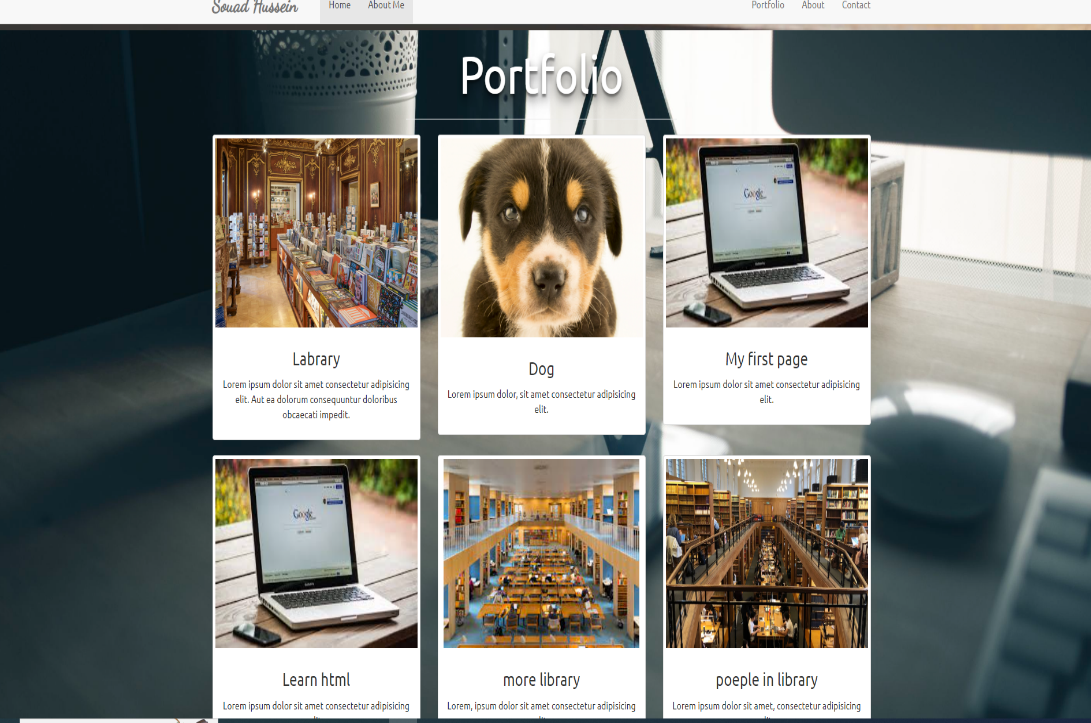 Souad Hussein
Home About Me
Portfolio About Contact
Portfolio
Google
Labrary
Lorem ipsum dolor sit amet consectetur adipisicing
elit. Aut ea dolorum consequuntur doloribus
obcaecati impedit.
Dog
Lorem ipsum dolor, sit amet consectetur adipisicing
elit.
My first page
Lorem ipsum dolor sit amet consectetur adipisicing
elit.
Google
Learn html
Lorem ipsum dolor sit amet consectetur adipisicing
more library
Lorem, ipsum dolor sit amet consectetur adipisicing
poeple in library
Lorem ipsum dolor sit amet, consectetur adipisicing